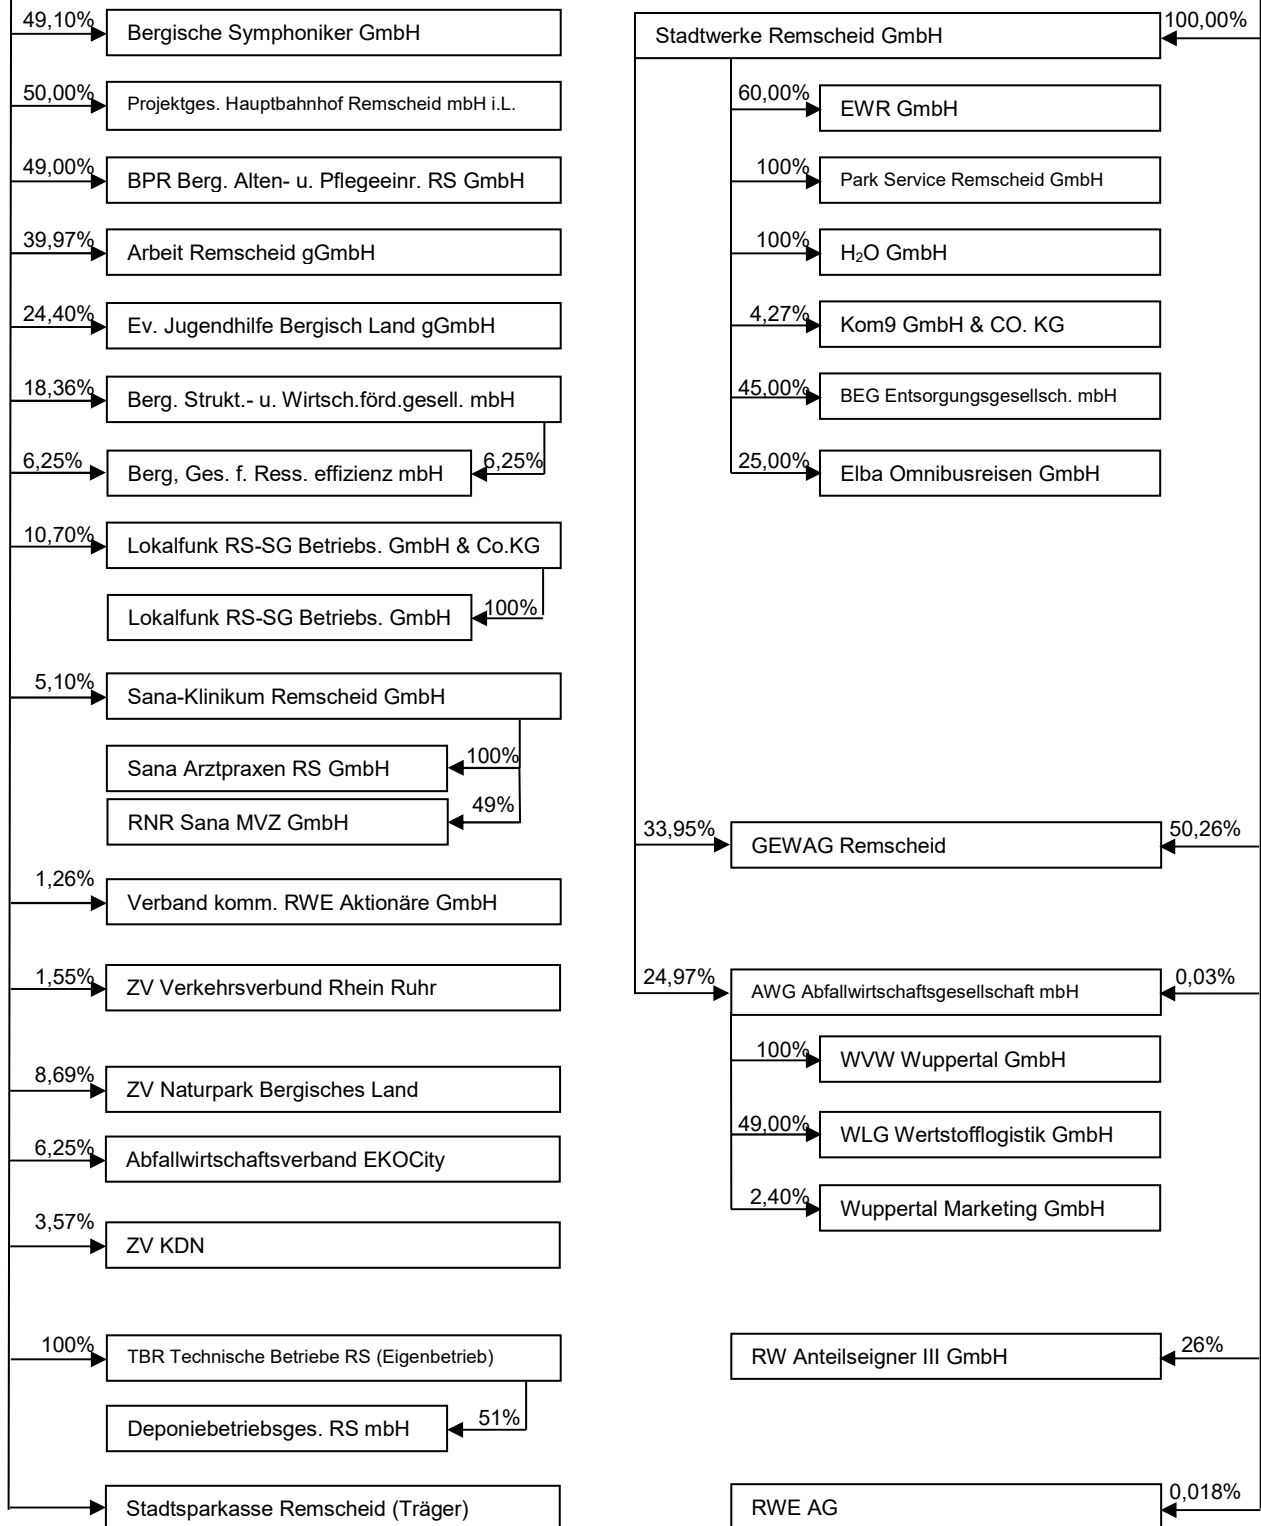 49,10%
Bergische Symphoniker GmbH
50,00%
Projektges. Hauptbahnhof Remscheid mbH i.L.
49,00%
BPR Berg. Alten- u. Pflegeeinr. RS GmbH
39,97%
Arbeit Remscheid gGmbH
24,40%
Ev. Jugendhilfe Bergisch Land gGmbH
18,36%
Berg. Strukt.- u. Wirtsch.förd.gesell. mbH
6,25%
Berg, Ges. f. Ress. effizienz mbH
6,25%
10,70%
Lokalfunk RS-SG Betriebs. GmbH & Co.KG
Lokalfunk RS-SG Betriebs. GmbH
100%
5,10%
Sana-Klinikum Remscheid GmbH
Sana Arztpraxen RS GmbH
100%
RNR Sana MVZ GmbH
49%
1,26%
Verband komm. RWE Aktionäre GmbH
1,55%
ZV Verkehrsverbund Rhein Ruhr
8,69%
ZV Naturpark Bergisches Land
6,25%
Abfallwirtschaftsverband EKOCity
3,57%
ZV KDN
100%
TBR Technische Betriebe RS (Eigenbetrieb)
Deponiebetriebsges. RS mbH
51%
Stadtsparkasse Remscheid (Träger)
Stadtwerke Remscheid GmbH
100,00%
60,00%
EWR GmbH
100%
Park Service Remscheid GmbH
100%
H₂O GmbH
4,27%
Kom9 GmbH & CO. KG
45,00%
BEG Entsorgungsgesellsch. mbH
25,00%
Elba Omnibusreisen GmbH
33,95%
GEWAG Remscheid
50,26%
24,97%
AWG Abfallwirtschaftsgesellschaft mbH
0,03%
100%
WVW Wuppertal GmbH
49,00%
WLG Wertstofflogistik GmbH
2,40%
Wuppertal Marketing GmbH
RW Anteilseigner III GmbH
26%
RWE AG
0,018%